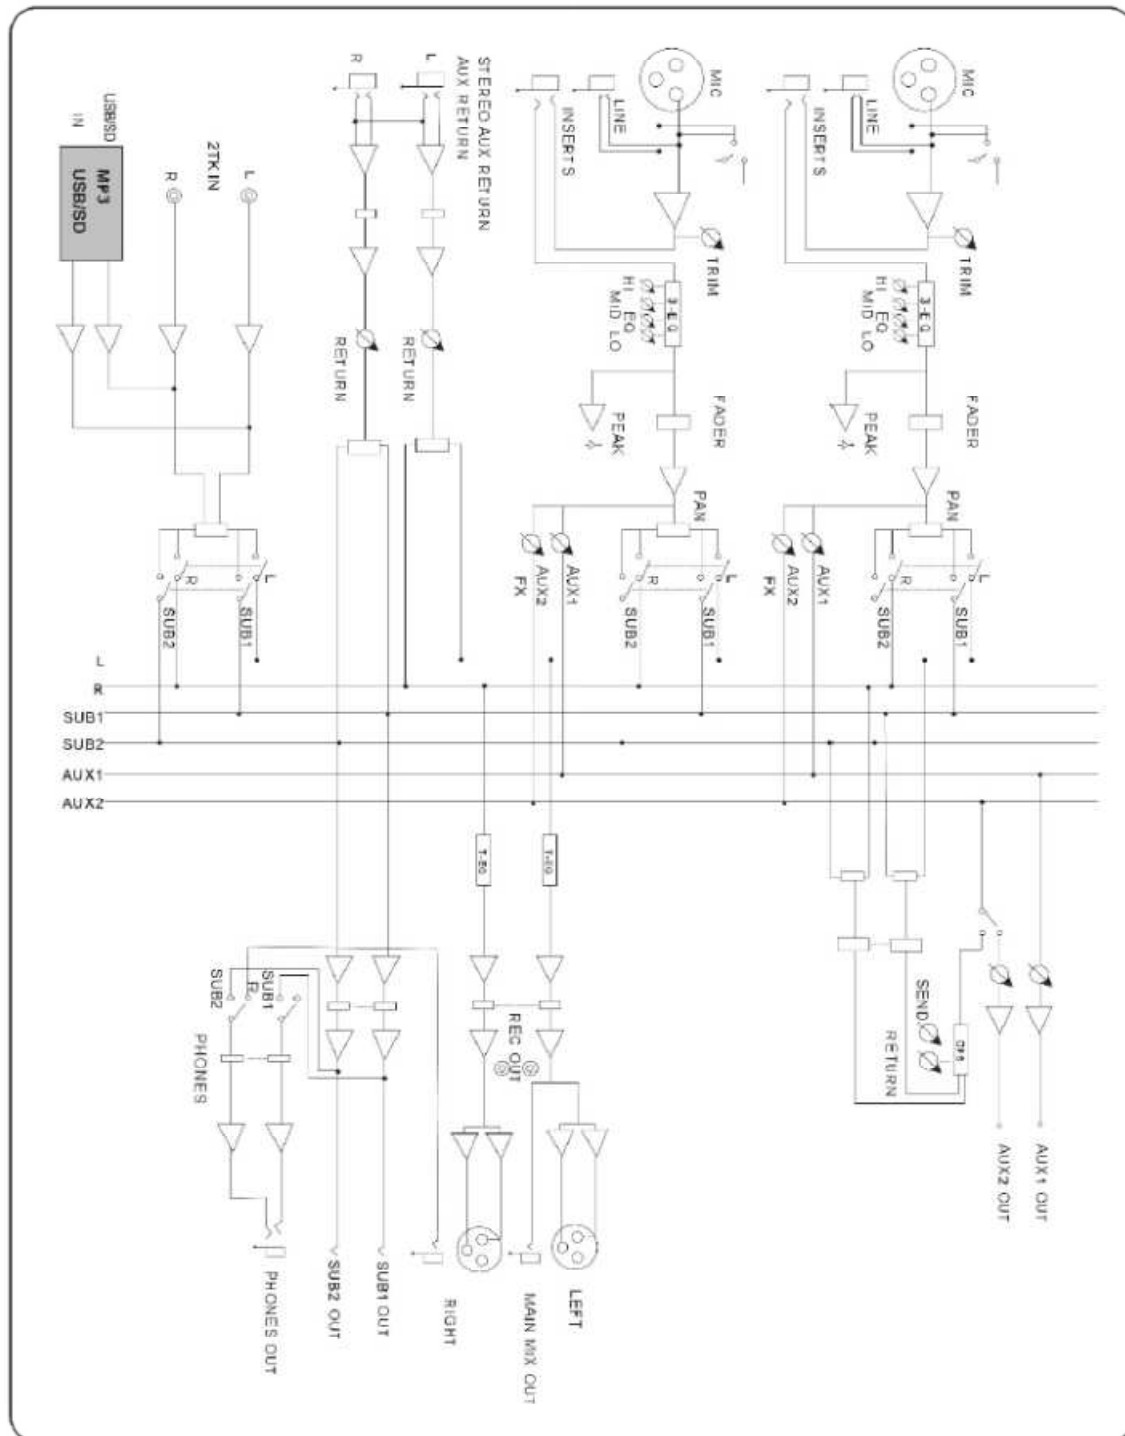 USB/SD
IN
MP3
USB/SD
2TK IN
R
L
R
L
STEREO AUX RETURN
AUX RETURN
INSERTS
LINE
MIC
INSERTS
LINE
MIC
TRIM
TRIM
3-EQ
HI EQ
MID LO
3-EQ
HI EQ
MID LO
RETURN
RETURN
PEAK
FADER
PEAK
FADER
PAN
PAN
R
L
SUB2
SUB1
AUX2
FX
AUX1
R
L
SUB2
SUB1
AUX2
FX
AUX1
R
L
SUB2
SUB1
L
R
SUB1
SUB2
AUX1
AUX2
T-EQ
T-EQ
SUB2
R
SUB1
PHONES
REC OUT
SEND
RETURN
PHONES OUT
SUB2 OUT
SUB1 OUT
RIGHT
MAIN MIX OUT
LEFT
AUX2 OUT
AUX1 OUT